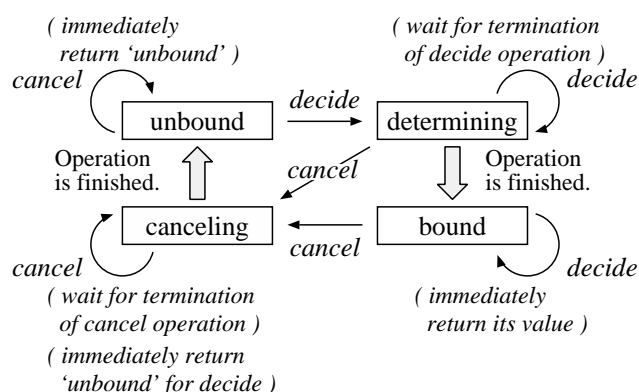 ( immediately
return ‘unbound’ )
( wait for termination
of decide operation )
cancel
decide
decide
unbound
determining
Operation
is finished.
cancel
Operation
is finished.
canceling
bound
cancel
cancel
decide
( wait for termination
of cancel operation )
( immediately
return its value )
( immediately return
‘unbound’ for decide )